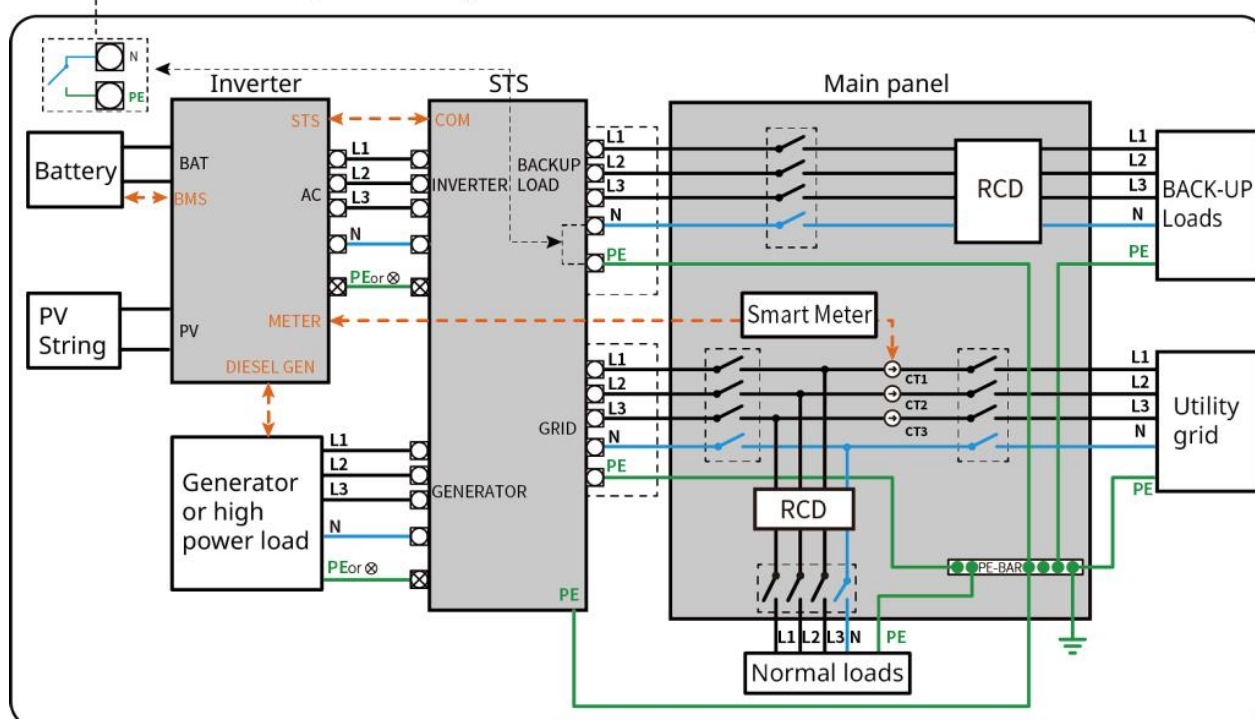 N
PE
Inverter
STS
Main panel
STS
COM
Battery
BAT
BMS
AC
L1
L2
L3
N
PEor⊗
INVERTER
BACKUP
LOAD
L1
L2
L3
N
PE
RCD
L1
L2
L3
N
PE
BACK-UP
Loads
PV
String
PV
METER
DIESEL GEN
Smart Meter
L1
L2
L3
N
PE
GRID
CT1
CT2
CT3
L1
L2
L3
N
PE
Utility
grid
Generator
or high
power load
L1
L2
L3
N
PEor⊗
GENERATOR
PE
RCD
PE-BAR
L1 L2 L3 N PE
Normal loads